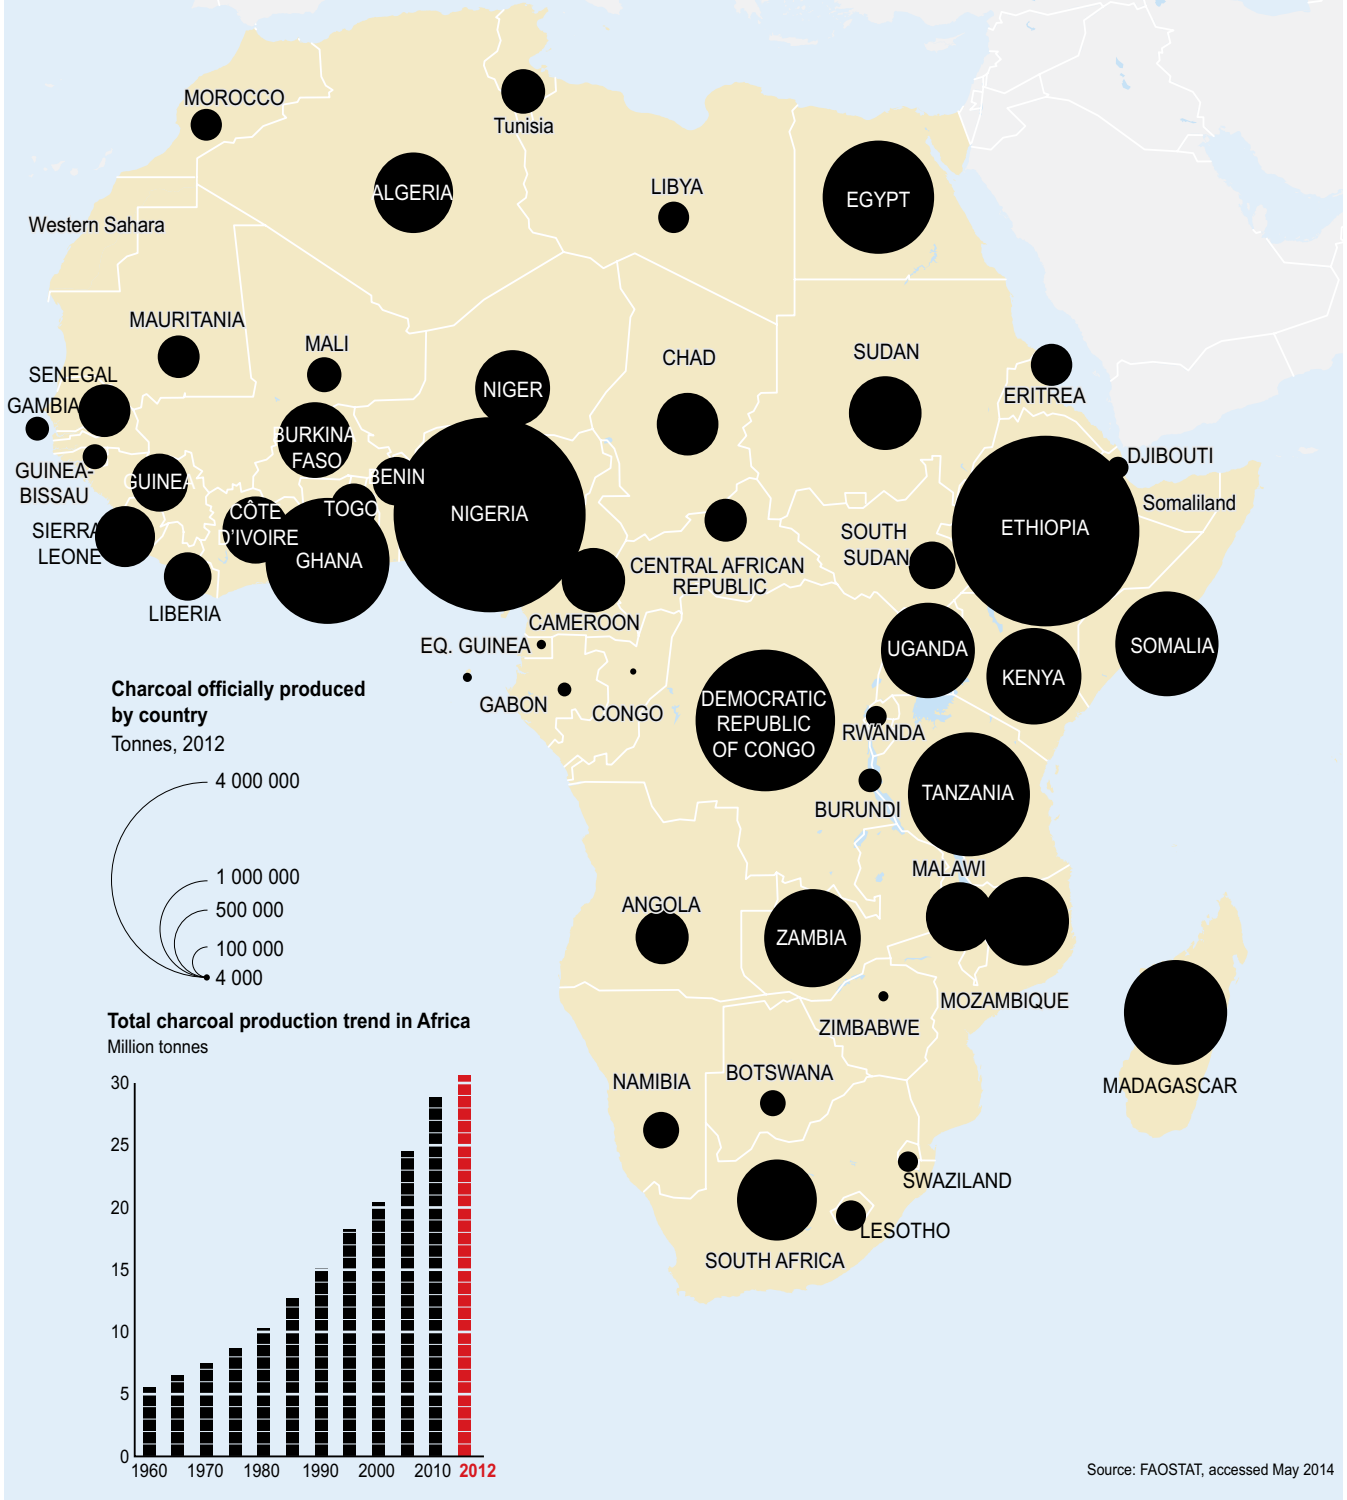 MOROCCO
Tunisia
ALGERIA
LIBYA
EGYPT
Western Sahara
MAURITANIA
MALI
NIGER
CHAD
SUDAN
ERITREA
SENEGAL
GAMBIA
GUINEA-
BISSAU
GUINEA
BURKINA
FASO
BENIN
TOGO
CÔTE
D'IVOIRE
GHANA
NIGERIA
SIERRA
LEONE
LIBERIA
CAMEROON
CENTRAL AFRICAN
REPUBLIC
SOUTH
SUDAN
ETHIOPIA
DJIBOUTI
Somaliland
SOMALIA
UGANDA
KENYA
EQ. GUINEA
GABON
CONGO
DEMOCRATIC
REPUBLIC
OF CONGO
RWANDA
BURUNDI
TANZANIA
MALAWI
ANGOLA
ZAMBIA
MOZAMBIQUE
ZIMBABWE
MADAGASCAR
NAMIBIA
BOTSWANA
SWAZILAND
LESOTHO
SOUTH AFRICA
Charcoal officially produced
by country
Tonnes, 2012
4 000 000
1 000 000
500 000
100 000
4 000
Total charcoal production trend in Africa
Million tonnes
30
25
20
15
10
5
0
1960 1970 1980 1990 2000 2010 2012
Source: FAOSTAT, accessed May 2014